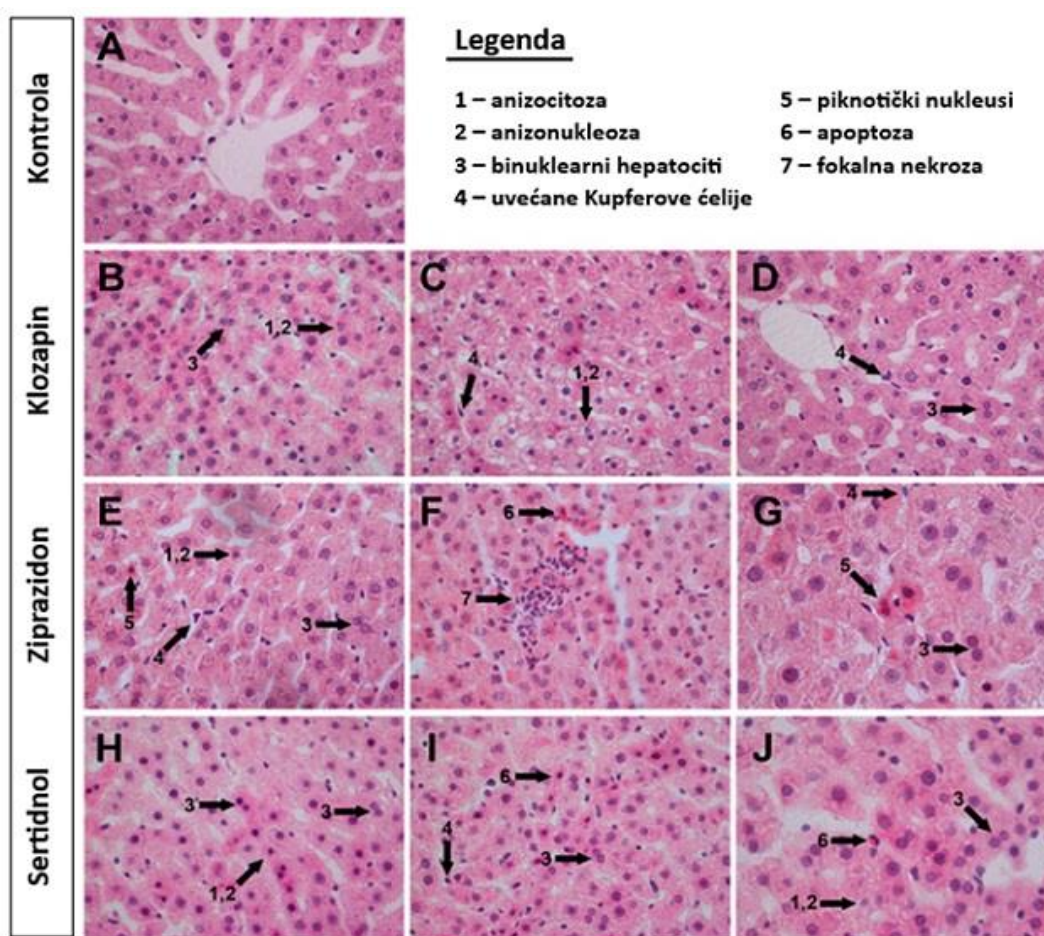 Kontrola
A
Legenda
1 – anizocitoza
2 – anizonukleoza
3 – binuklearni hepatociti
4 – uvećane Kupferove ćelije
5 – piknotički nukleusi
6 – apoptoza
7 – fokalna nekroza
Klozapin
B
3
1,2
C
4
1,2
D
4
3
Ziprazidon
E
1,2
5
4
3
F
6
7
G
4
5
3
Sertidnol
H
3
3
1,2
I
6
4
3
J
3
6
1,2